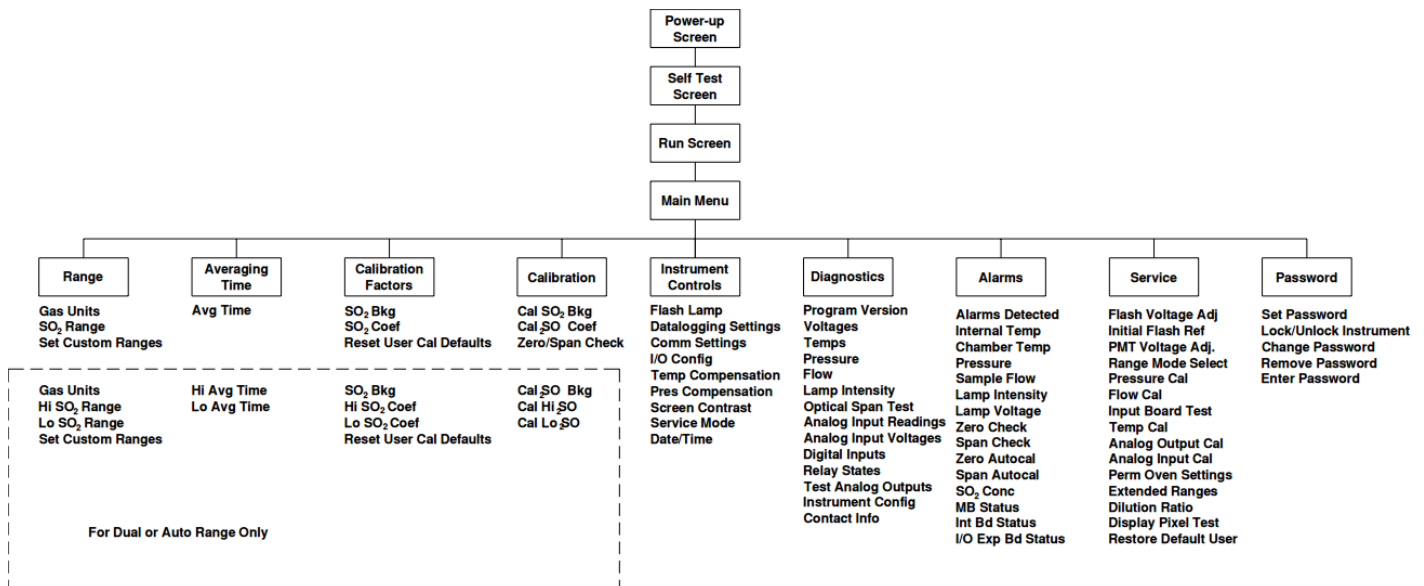 Power-up
Screen
Self Test
Screen
Run Screen
Main Menu
Range
Gas Units
SO₂ Range
Set Custom Ranges
Gas Units
Hi SO₂ Range
Lo SO₂ Range
Set Custom Ranges
Averaging
Time
Avg Time
Hi Avg Time
Lo Avg Time
Calibration
Factors
SO₂ Bkg
SO₂ Coef
Reset User Cal Defaults
SO₂ Bkg
Hi SO₂ Coef
Lo SO₂ Coef
Reset User Cal Defaults
Calibration
Cal SO₂ Bkg
Cal₂SO Coef
Zero/Span Check
Cal₂SO Bkg
Cal Hi₂SO
Cal Lo₂SO
For Dual or Auto Range Only
Instrument
Controls
Flash Lamp
Datalogging Settings
Comm Settings
I/O Config
Temp Compensation
Pres Compensation
Screen Contrast
Service Mode
Date/Time
Diagnostics
Program Version
Voltages
Temps
Pressure
Flow
Lamp Intensity
Optical Span Test
Analog Input Readings
Analog Input Voltages
Digital Inputs
Relay States
Test Analog Outputs
Instrument Config
Contact Info
Alarms
Alarms Detected
Internal Temp
Chamber Temp
Pressure
Sample Flow
Lamp Intensity
Lamp Voltage
Zero Check
Span Check
Zero Autocal
Span Autocal
SO₂ Conc
MB Status
Int Bd Status
I/O Exp Bd Status
Service
Flash Voltage Adj
Initial Flash Ref
PMT Voltage Adj.
Range Mode Select
Pressure Cal
Flow Cal
Input Board Test
Temp Cal
Analog Output Cal
Analog Input Cal
Perm Oven Settings
Extended Ranges
Dilution Ratio
Display Pixel Test
Restore Default User
Password
Set Password
Lock/Unlock Instrument
Change Password
Remove Password
Enter Password